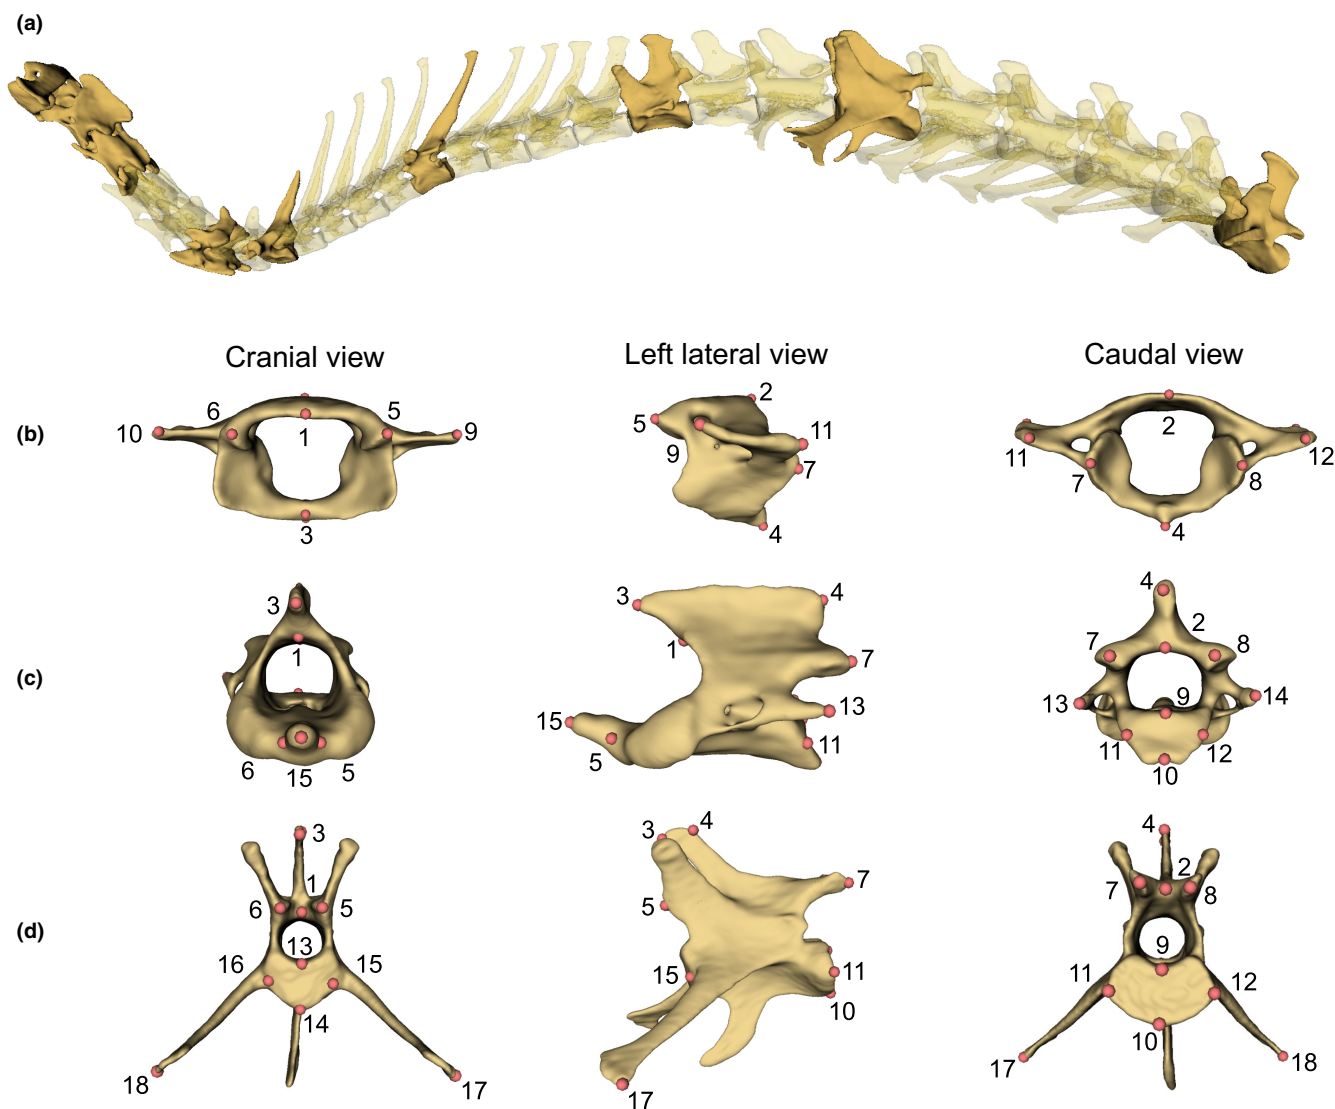 (a)
Cranial view Left lateral view Caudal view
(b)
10 6 1 5 9 3
5 2 9 11 7 4
11 7 2 8 12 4
(c)
3 1 6 15 5
3 4 1 7 15 13 5 11
4 2 7 8 13 9 14 11 12 10
(d)
3 1 6 5 13 16 15 14 18 17
3 4 7 5 15 11 10 17
4 2 7 8 9 11 12 10 17 18